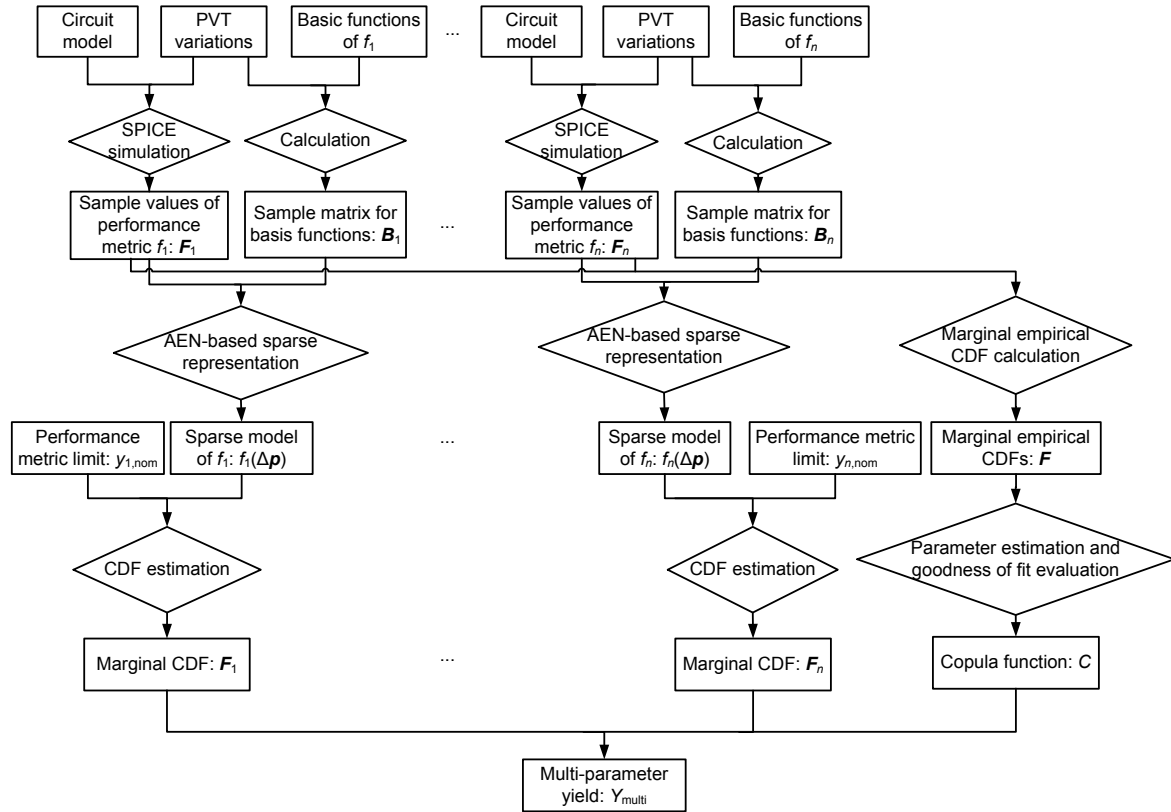 Circuit
model
PVT
variations
Basic functions
of f1
...
Circuit
model
PVT
variations
Basic functions
of fn
SPICE
simulation
Calculation
SPICE
simulation
Calculation
Sample values of
performance
metric f1: F1
Sample matrix for
basis functions: B1
...
Sample values of
performance
metric fn: Fn
Sample matrix for
basis functions: Bn
AEN-based sparse
representation
AEN-based sparse
representation
Marginal empirical
CDF calculation
Performance
metric limit: y1,nom
Sparse model
of f1: f1(Δp)
...
Sparse model
of fn: fn(Δp)
Performance metric
limit: yn,nom
Marginal empirical
CDFs: F
CDF estimation
CDF estimation
Parameter estimation and
goodness of fit evaluation
Marginal CDF: F1
...
Marginal CDF: Fn
Copula function: C
Multi-parameter
yield: Ymulti